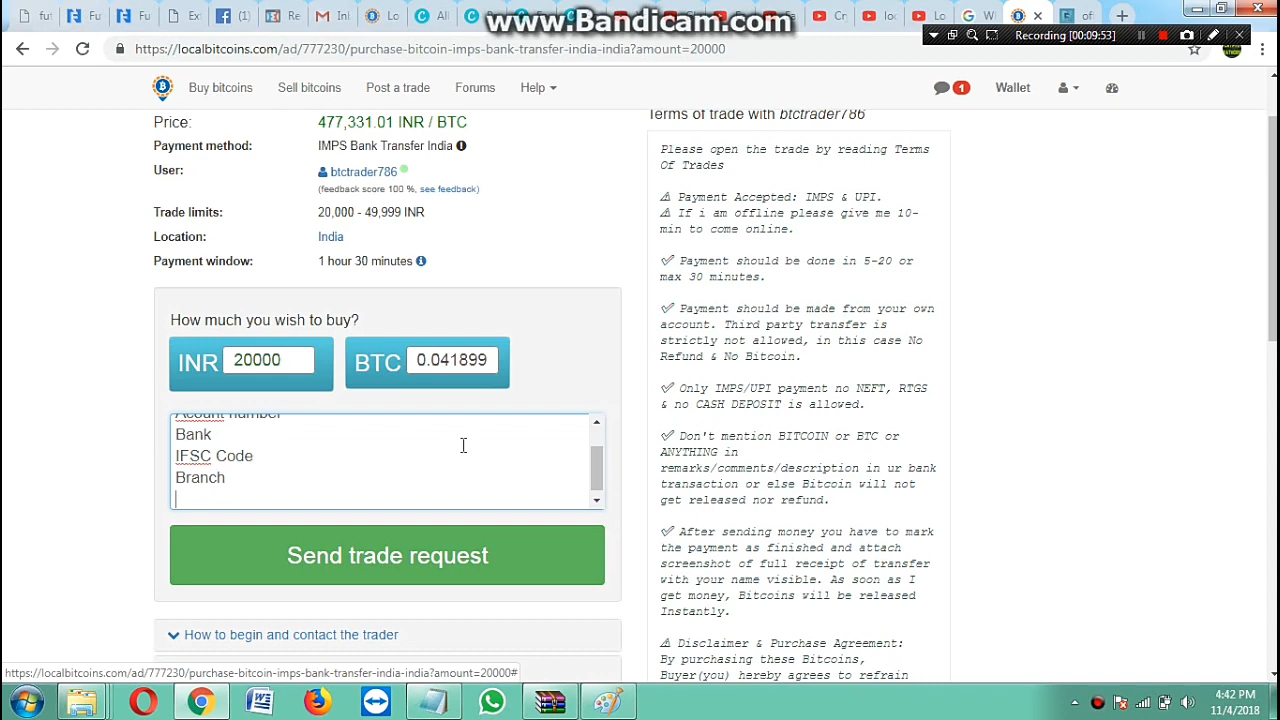 www.Bandicam.com
fut
Fu
Fu
Ex
(1)
Re
Inl
Lo
All
Lo
W
of
https://localbitcoins.com/ad/777230/purchase-bitcoin-imps-bank-transfer-india-india?amount=20000
Recording [00:09:53]
Buy bitcoins
Sell bitcoins
Post a trade
Forums
Help
1
Wallet
Price:
477,331.01 INR / BTC
Payment method:
IMPS Bank Transfer India
User:
btctrader786
(feedback score 100 %, see feedback)
Trade limits:
20,000 - 49,999 INR
Location:
India
Payment window:
1 hour 30 minutes
How much you wish to buy?
INR 20000
BTC 0.041899
Acount number
Bank
IFSC Code
Branch
Send trade request
How to begin and contact the trader
Terms of trade with btctrader786
Please open the trade by reading Terms
Of Trades
⚠ Payment Accepted: IMPS & UPI.
⚠ If i am offline please give me 10-
min to come online.
✅ Payment should be done in 5-20 or
max 30 minutes.
✅ Payment should be made from your own
account. Third party transfer is
strictly not allowed, in this case No
Refund & No Bitcoin.
✅ Only IMPS/UPI payment no NEFT, RTGS
& no CASH DEPOSIT is allowed.
✅ Don't mention BITCOIN or BTC or
ANYTHING in
remarks/comments/description in ur bank
transaction or else Bitcoin will not
get released nor refund.
✅ After sending money you have to mark
the payment as finished and attach
screenshot of full receipt of transfer
with your name visible. As soon as I
get money, Bitcoins will be released
Instantly.
⚠ Disclaimer & Purchase Agreement:
By purchasing these Bitcoins,
Buyer(you) hereby agrees to refrain
https://localbitcoins.com/ad/777230/purchase-bitcoin-imps-bank-transfer-india-india?amount=20000#
4:42 PM
11/4/2018